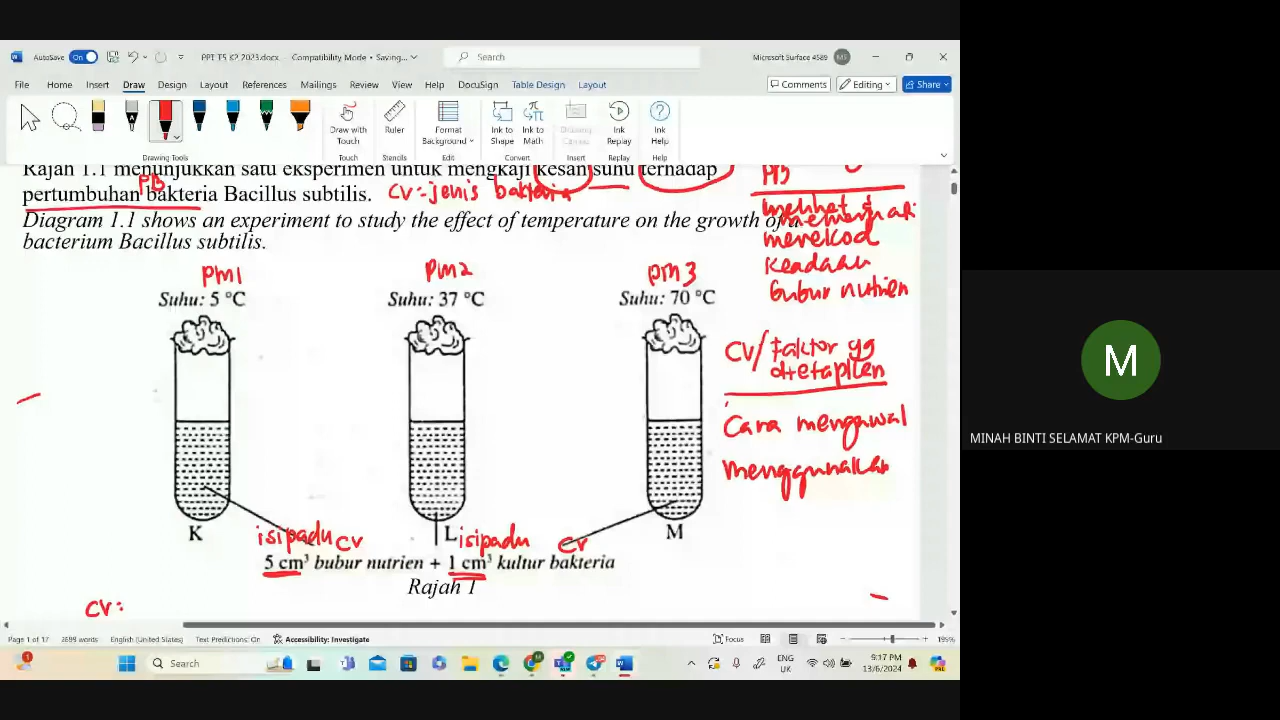 AutoSave On PPT T5 K2 2023.docx Compatibility Mode • Saving... Search Microsoft Surface 4589 MT
File Home Insert Draw Design Layout References Mailings Review View Help DocuSign Table Design Layout Comments Editing Share
Draw with Touch Ruler Format Background Ink to Shape Ink to Math Drawing Canvas Ink Replay Ink Help
Drawing Tools Touch Stencils Edit Convert Insert Replay Help
Rajah 1.1 menunjukkan satu eksperimen untuk mengkaji kesan suhu terhadap
PB
pertumbuhan bakteria Bacillus subtilis. CV = jenis bakteria
Diagram 1.1 shows an experiment to study the effect of temperature on the growth of a
bacterium Bacillus subtilis.
PB
melihat &
merekod
keadaan
bubur nutrien
PM1 PM2 PM3
Suhu: 5 °C Suhu: 37 °C Suhu: 70 °C
CV/ faktor yg
ditetapkan
Cara mengawal
menggunakan
K L M
isipadu CV isipadu CV
5 cm³ bubur nutrien + 1 cm³ kultur bakteria
Rajah 1
CV:
Page 1 of 17 2699 words English (United States) Text Predictions: On Accessibility: Investigate Focus 195%
1 Search ENG UK 9:17 PM 13/6/2024
M
MINAH BINTI SELAMAT KPM-Guru